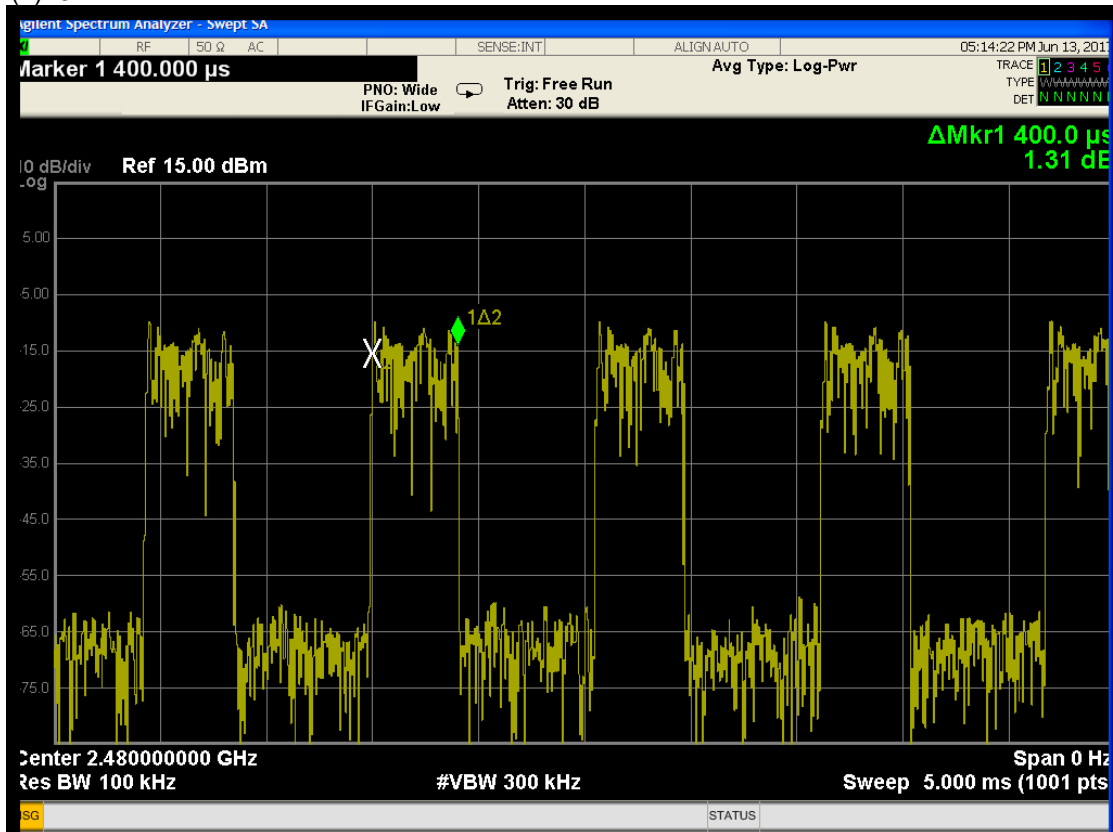 Agilent Spectrum Analyzer - Swept SA
RF 50 Ω AC SENSE:INT ALIGN AUTO 05:14:22 PM Jun 13, 201
Marker 1 400.000 µs
PNO: Wide
IFGain:Low
Trig: Free Run
Atten: 30 dB
Avg Type: Log-Pwr
TRACE 1 2 3 4 5
TYPE WWWWWW
DET N N N N N
ΔMkr1 400.0 µs
1.31 dB
10 dB/div Ref 15.00 dBm
Log
5.00
-5.00
1Δ2
-15.0
-25.0
-35.0
-45.0
-55.0
-65.0
-75.0
Center 2.480000000 GHz Span 0 Hz
Res BW 100 kHz #VBW 300 kHz Sweep 5.000 ms (1001 pts
MSG STATUS